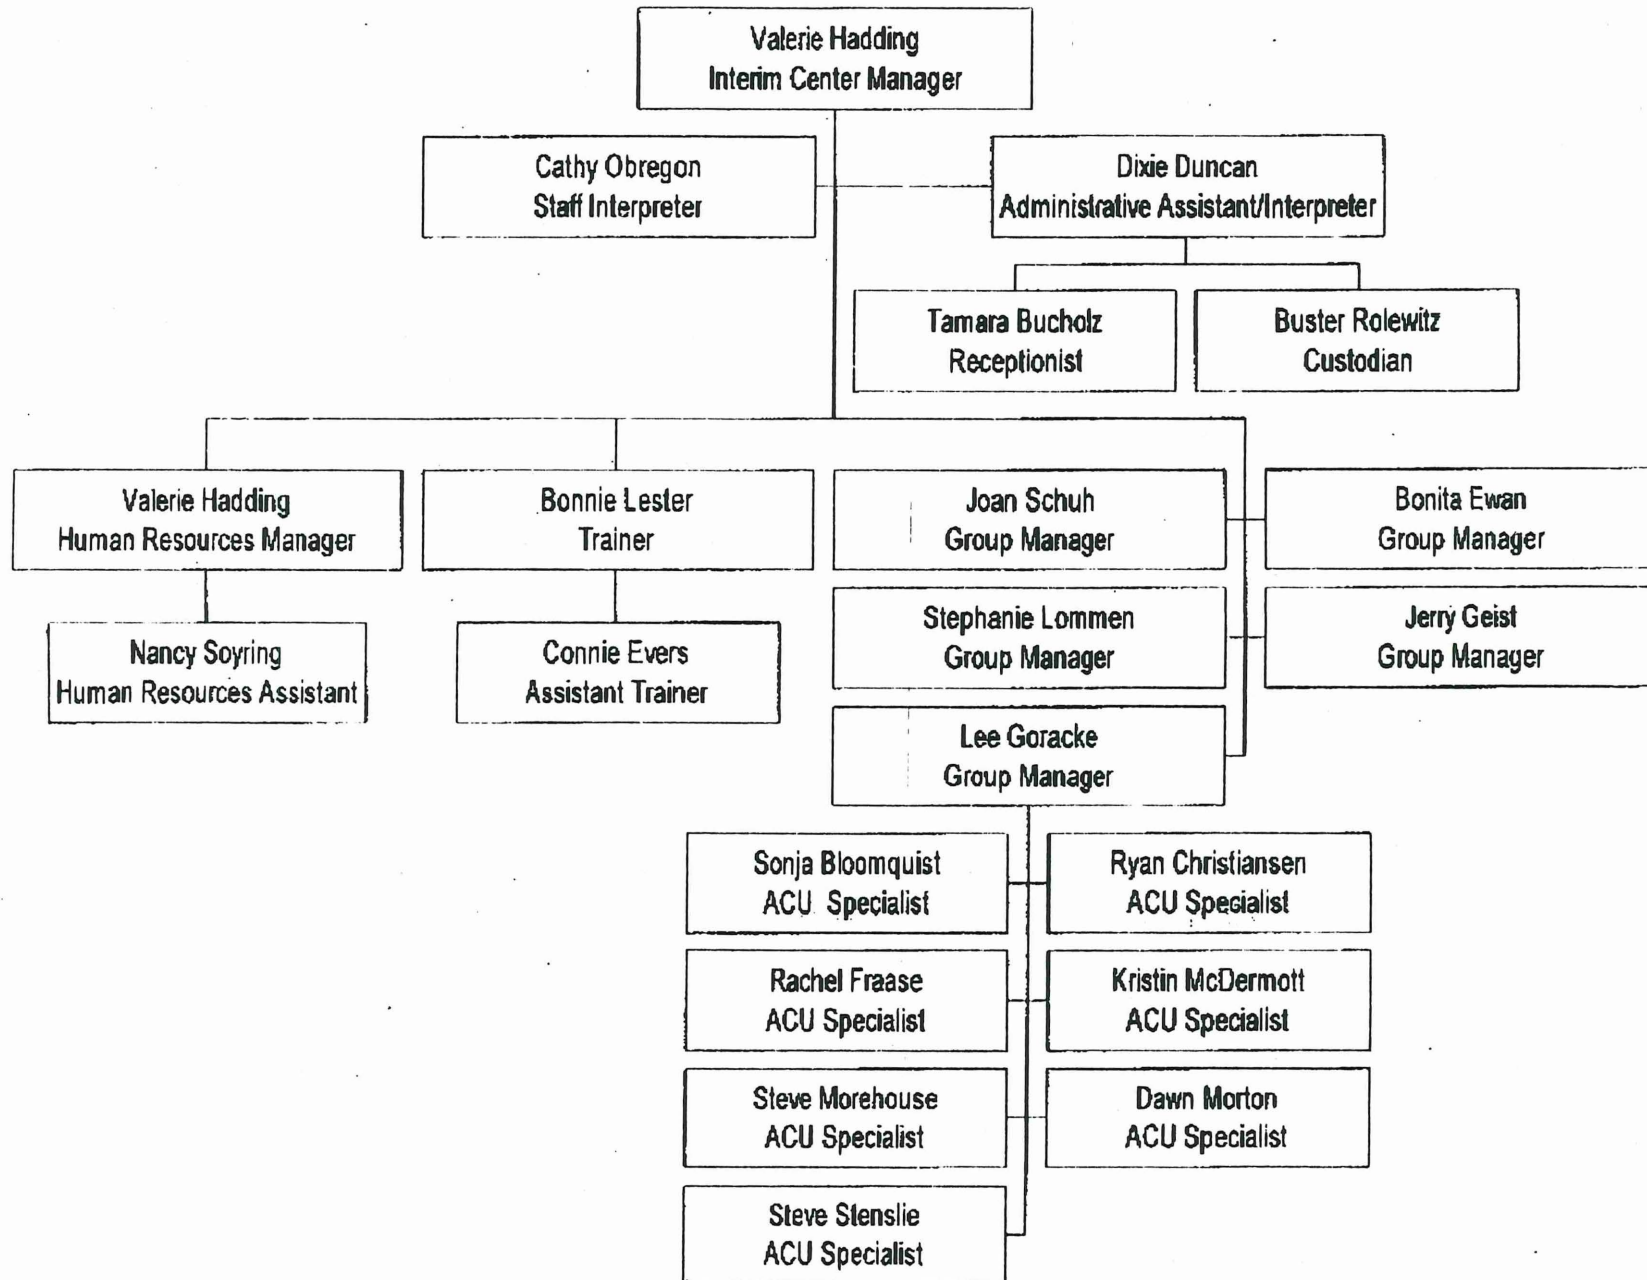 Valerie Hadding
Interim Center Manager
Cathy Obregon
Staff Interpreter
Dixie Duncan
Administrative Assistant/Interpreter
Tamara Bucholz
Receptionist
Buster Rolewitz
Custodian
Valerie Hadding
Human Resources Manager
Bonnie Lester
Trainer
Joan Schuh
Group Manager
Bonita Ewan
Group Manager
Nancy Soyring
Human Resources Assistant
Connie Evers
Assistant Trainer
Stephanie Lommen
Group Manager
Jerry Geist
Group Manager
Lee Goracke
Group Manager
Sonja Bloomquist
ACU Specialist
Ryan Christiansen
ACU Specialist
Rachel Fraase
ACU Specialist
Kristin McDermott
ACU Specialist
Steve Morehouse
ACU Specialist
Dawn Morton
ACU Specialist
Steve Stenslie
ACU Specialist